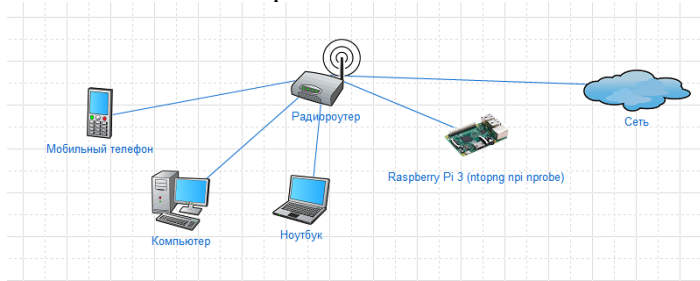 Радиороутер
Сеть
Мобильный телефон
Raspberry Pi 3 (ntopng npi nprobe)
Компьютер
Ноутбук